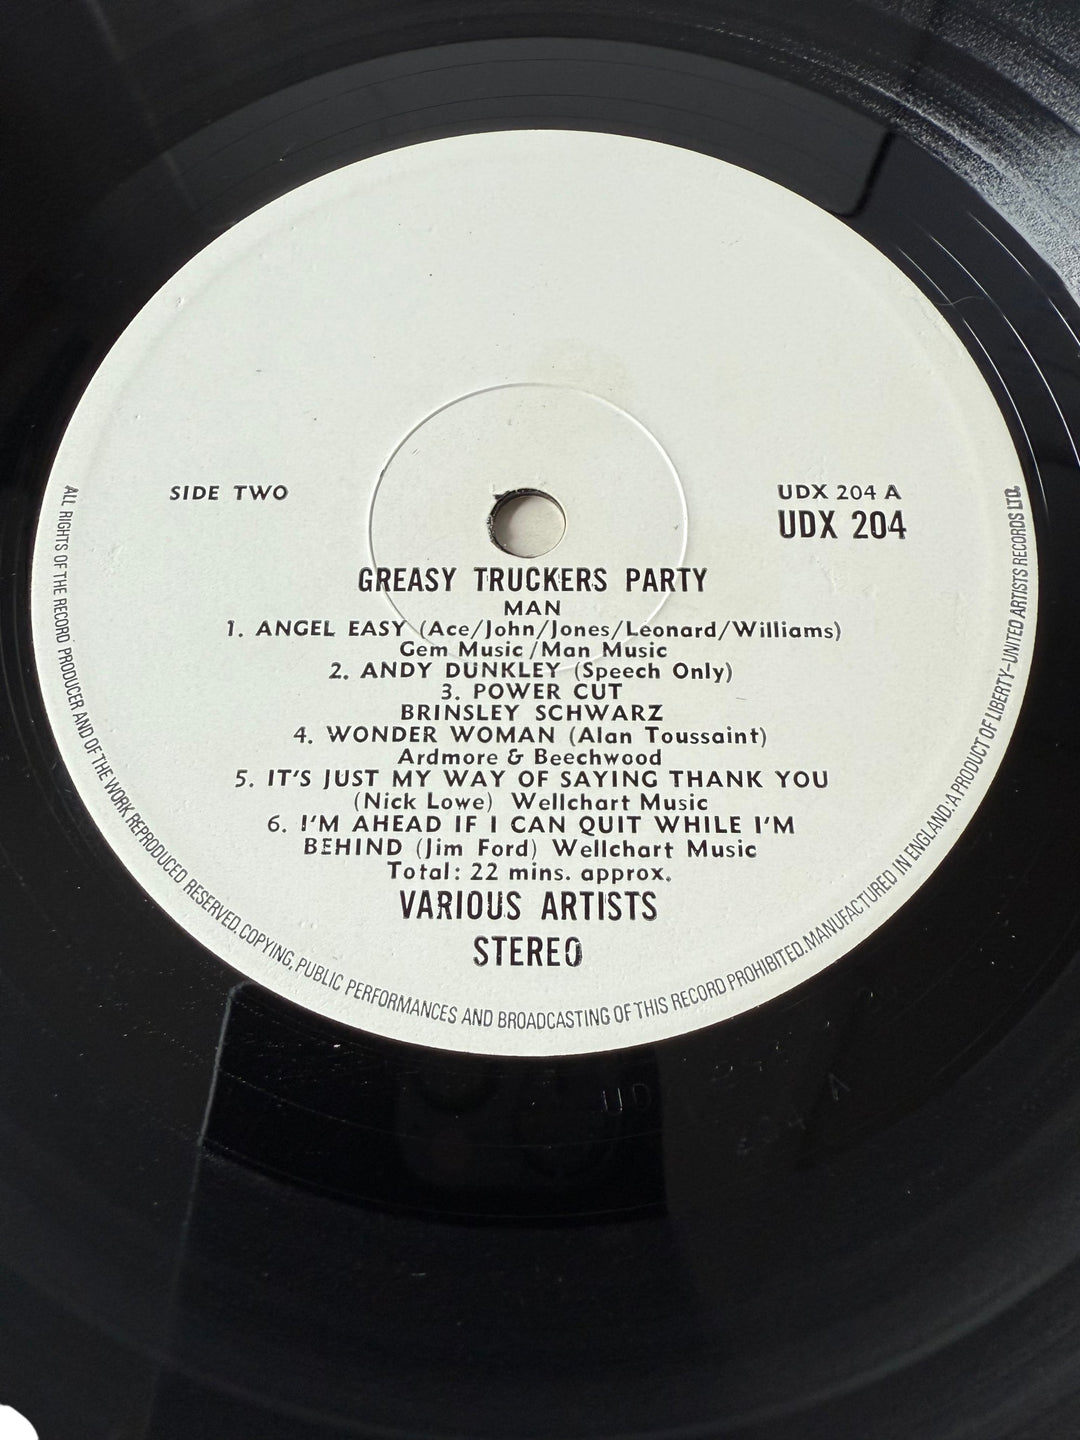 SIDE TWO
UDX 204 A
UDX 204
GREASY TRUCKERS PARTY
MAN
1. ANGEL EASY (Ace/John/Jones/Leonard/Williams)
Gem Music/Man Music
2. ANDY DUNKLEY (Speech Only)
3. POWER CUT
BRINSLEY SCHWARZ
4. WONDER WOMAN (Alan Toussaint)
Ardmore & Beechwood
5. IT'S JUST MY WAY OF SAYING THANK YOU
(Nick Lowe) Wellchart Music
6. I'M AHEAD IF I CAN QUIT WHILE I'M
BEHIND (Jim Ford) Wellchart Music
Total: 22 mins. approx.
VARIOUS ARTISTS
STEREO
ALL RIGHTS OF THE RECORD PRODUCER AND OF THE WORK REPRODUCED RESERVED. COPYING, PUBLIC PERFORMANCES AND BROADCASTING OF THIS RECORD PROHIBITED. MANUFACTURED IN ENGLAND: A PRODUCT OF LIBERTY-UNITED ARTISTS RECORDS LTD.